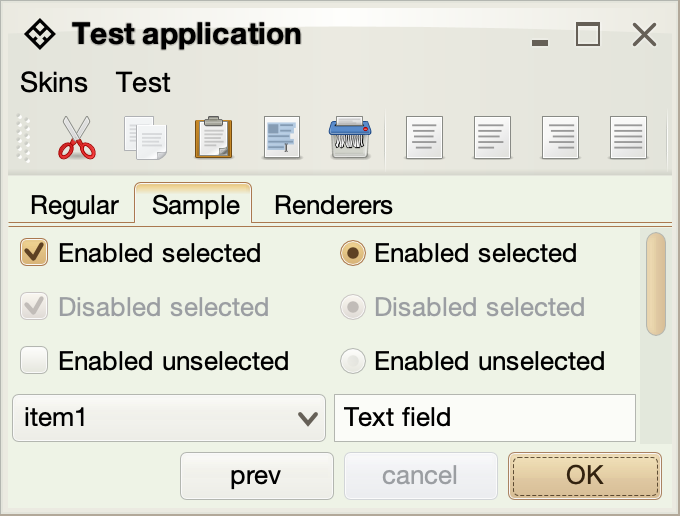 Test application
Skins Test
Regular Sample Renderers
Enabled selected Enabled selected
Disabled selected Disabled selected
Enabled unselected Enabled unselected
item1 Text field
prev cancel OK